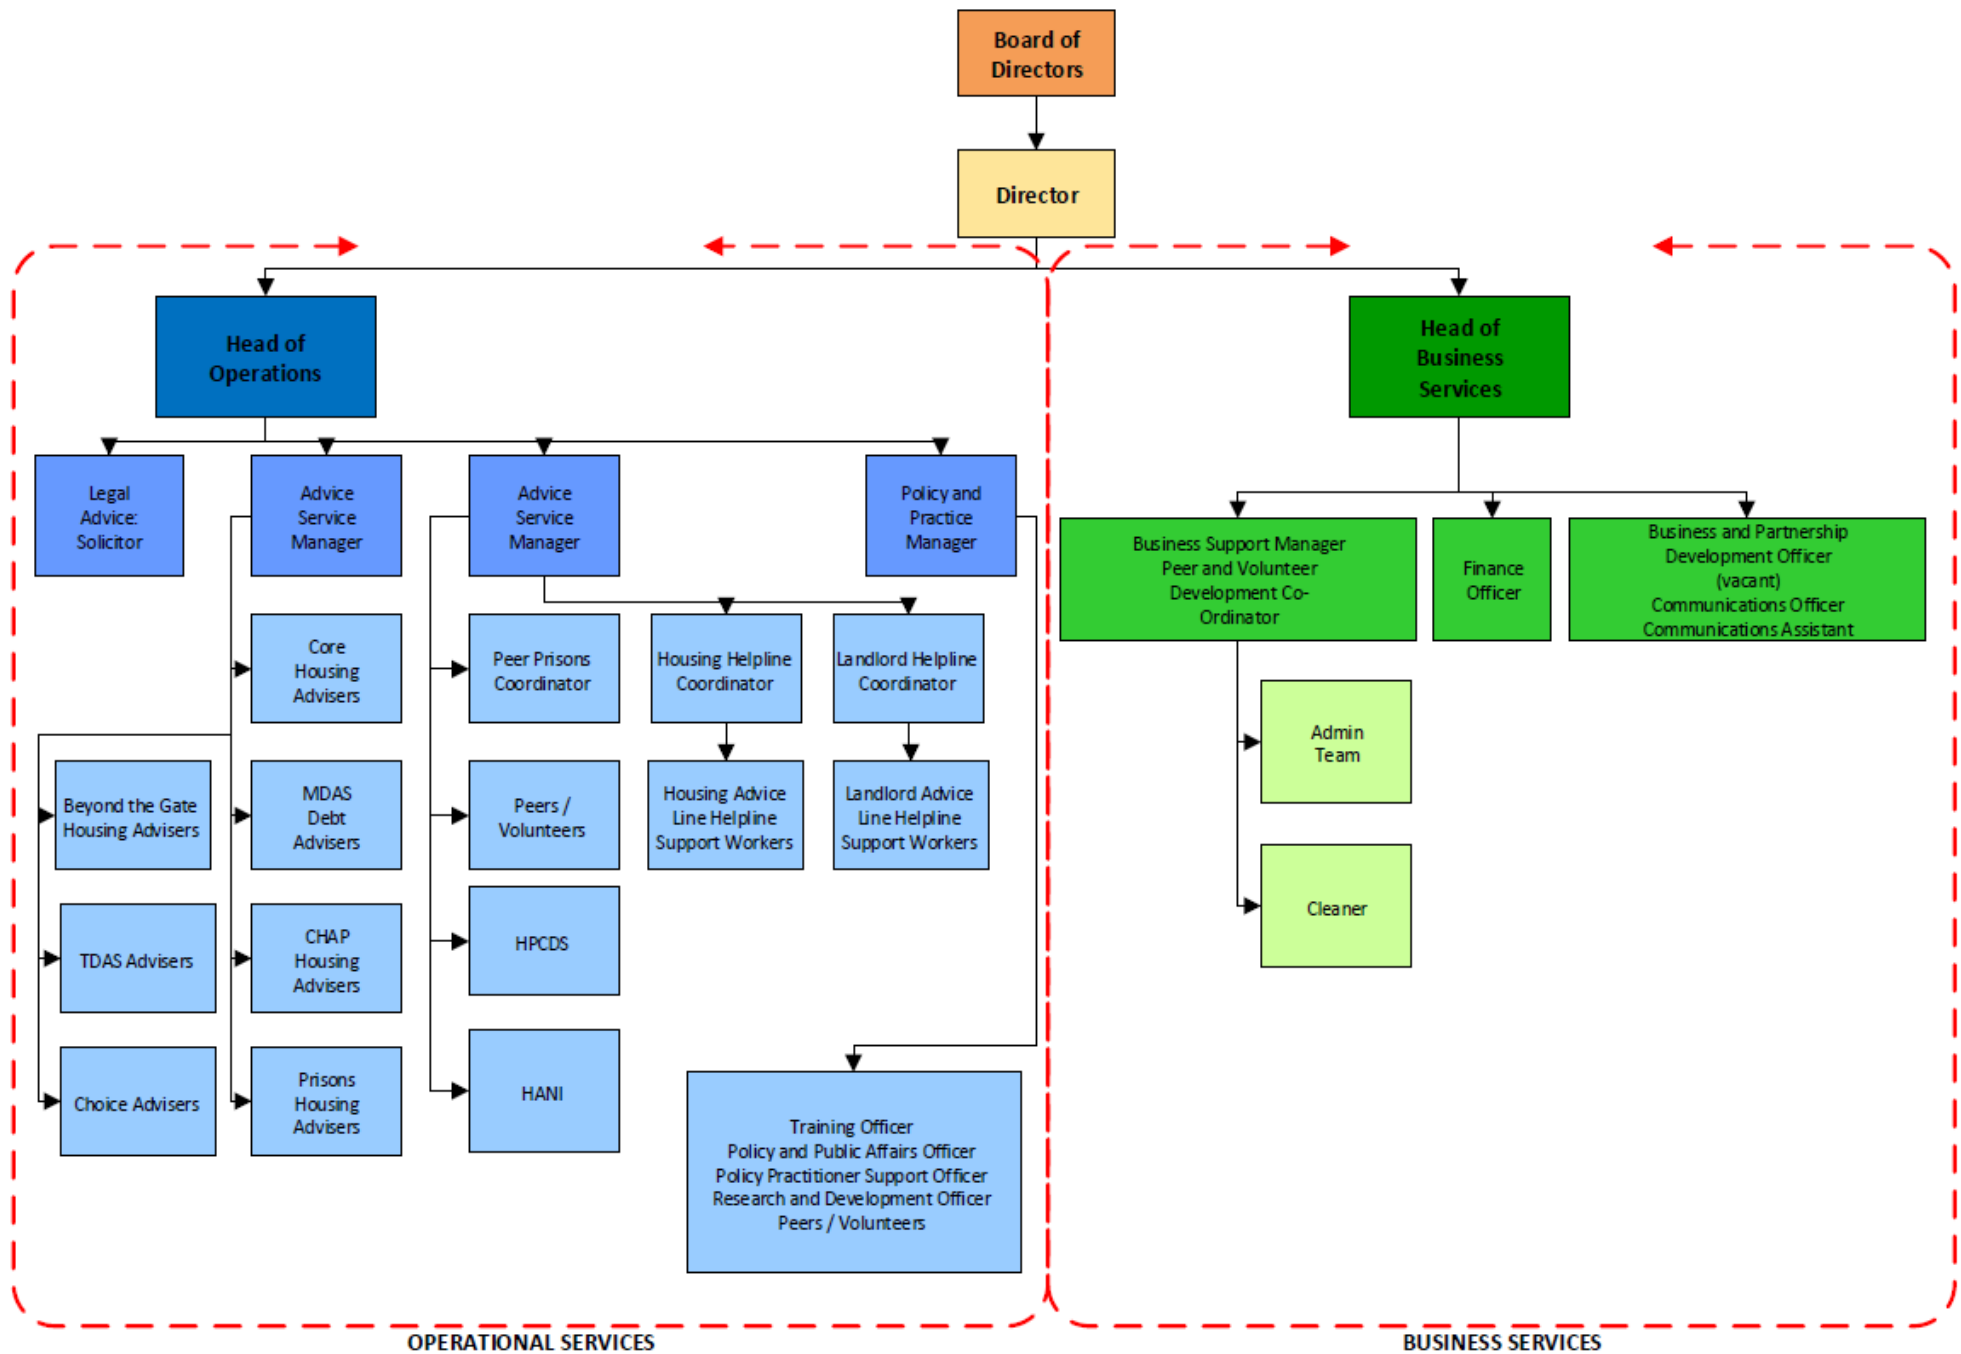 Board of
Directors
Director
Head of
Operations
Head of
Business
Services
Legal
Advice:
Solicitor
Advice
Service
Manager
Advice
Service
Manager
Policy and
Practice
Manager
Business Support Manager
Peer and Volunteer
Development Co-
Ordinator
Finance
Officer
Business and Partnership
Development Officer
(vacant)
Communications Officer
Communications Assistant
Core
Housing
Advisers
Peer Prisons
Coordinator
Housing Helpline
Coordinator
Landlord Helpline
Coordinator
Admin
Team
Beyond the Gate
Housing Advisers
MDAS
Debt
Advisers
Peers /
Volunteers
Housing Advice
Line Helpline
Support Workers
Landlord Advice
Line Helpline
Support Workers
Cleaner
TDAS Advisers
CHAP
Housing
Advisers
HPCDS
Choice Advisers
Prisons
Housing
Advisers
HANI
Training Officer
Policy and Public Affairs Officer
Policy Practitioner Support Officer
Research and Development Officer
Peers / Volunteers
OPERATIONAL SERVICES
BUSINESS SERVICES